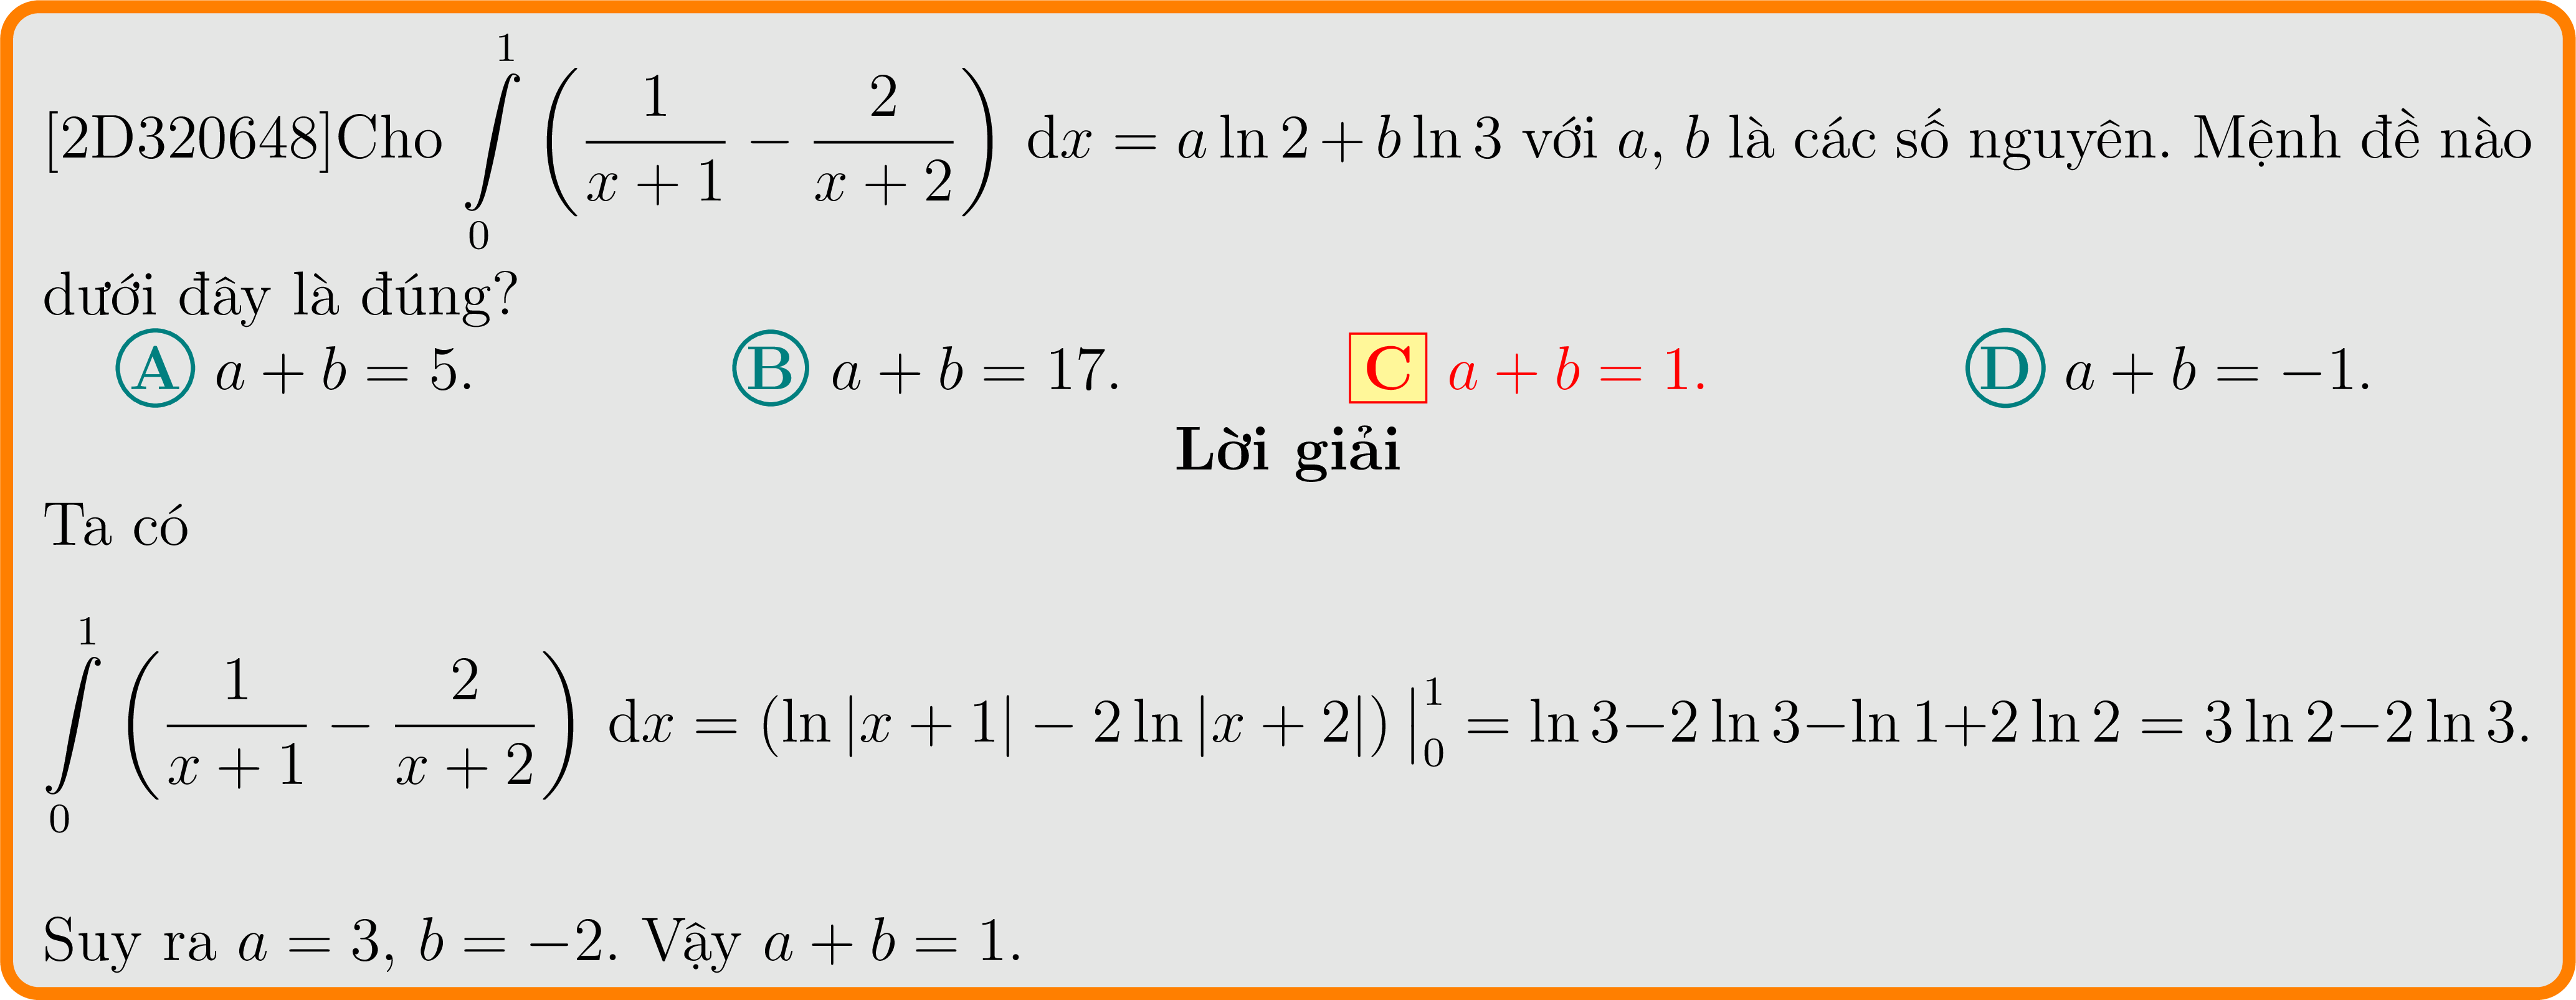 [2D320648]Cho $\int\limits_0^1 \left(\frac{1}{x+1} - \frac{2}{x+2}\right) \mathrm{d}x = a \ln 2 + b \ln 3$ với $a$, $b$ là các số nguyên. Mệnh đề nào
dưới đây là đúng?
Ⓐ $a + b = 5$. Ⓑ $a + b = 17$. C $a + b = 1$. Ⓓ $a + b = -1$.
Lời giải
Ta có
$\int\limits_0^1 \left(\frac{1}{x+1} - \frac{2}{x+2}\right) \mathrm{d}x = (\ln|x+1| - 2\ln|x+2|)\,\big|_0^1 = \ln 3 - 2\ln 3 - \ln 1 + 2\ln 2 = 3\ln 2 - 2\ln 3.$
Suy ra $a = 3$, $b = -2$. Vậy $a + b = 1$.